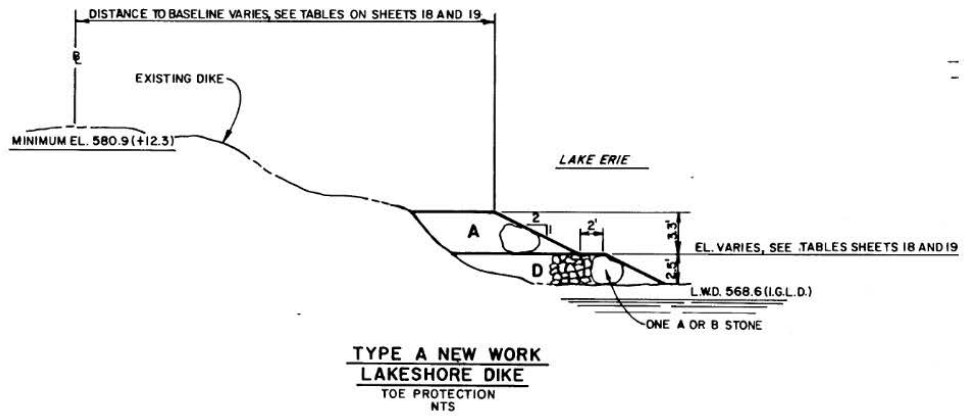 DISTANCE TO BASELINE VARIES, SEE TABLES ON SHEETS 18 AND 19
EXISTING DIKE
MINIMUM EL. 580.9 (+12.3)
LAKE ERIE
A
2
1
2'
3.3'
EL. VARIES, SEE TABLES SHEETS 18 AND 19
D
2.5'
L.W.D. 568.6 (I.G.L.D.)
ONE A OR B STONE
TYPE A NEW WORK
LAKESHORE DIKE
TOE PROTECTION
NTS